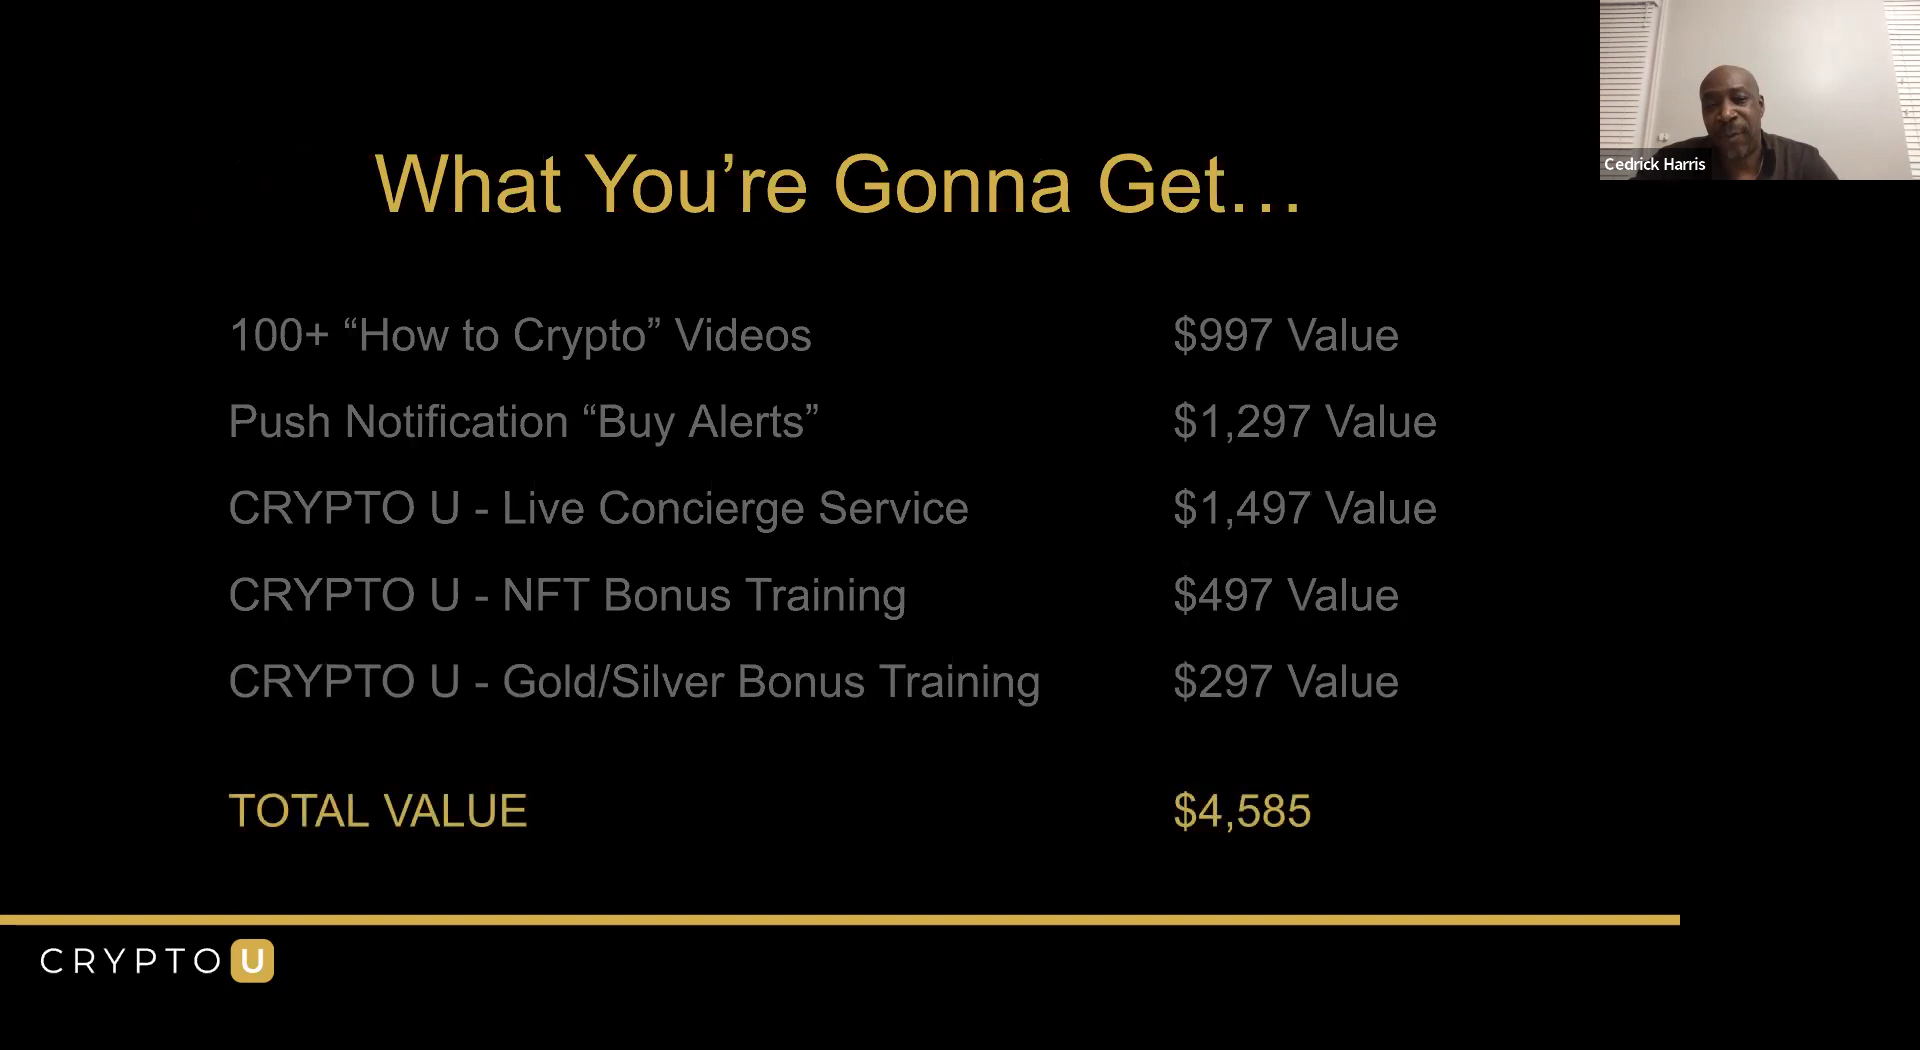 Cedrick Harris
What You’re Gonna Get…
100+ “How to Crypto” Videos $997 Value
Push Notification “Buy Alerts” $1,297 Value
CRYPTO U - Live Concierge Service $1,497 Value
CRYPTO U - NFT Bonus Training $497 Value
CRYPTO U - Gold/Silver Bonus Training $297 Value
TOTAL VALUE $4,585
CRYPTO U